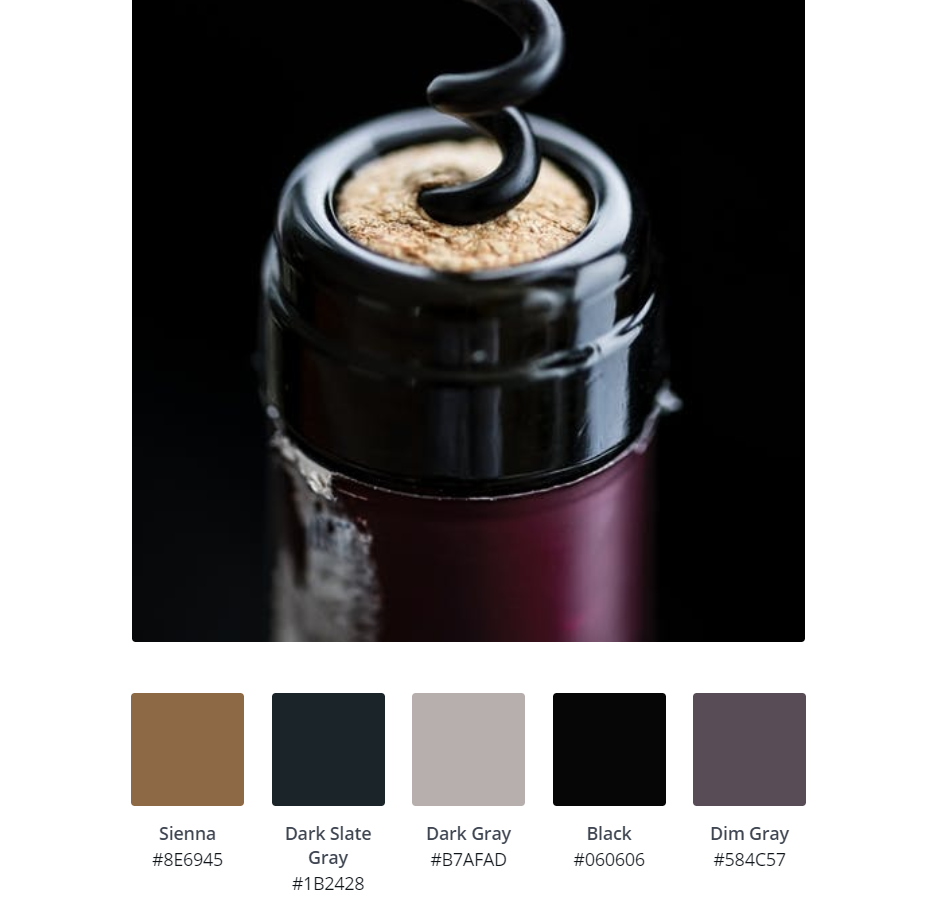 Sienna
#8E6945
Dark Slate
Gray
#1B2428
Dark Gray
#B7AFAD
Black
#060606
Dim Gray
#584C57